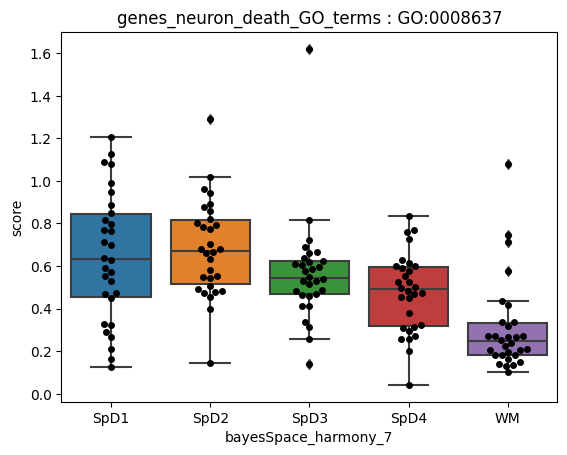 genes_neuron_death_GO_terms : GO:0008637
1.6
1.4
1.2
1.0
0.8
0.6
0.4
0.2
0.0
score
SpD1 SpD2 SpD3 SpD4 WM
bayesSpace_harmony_7